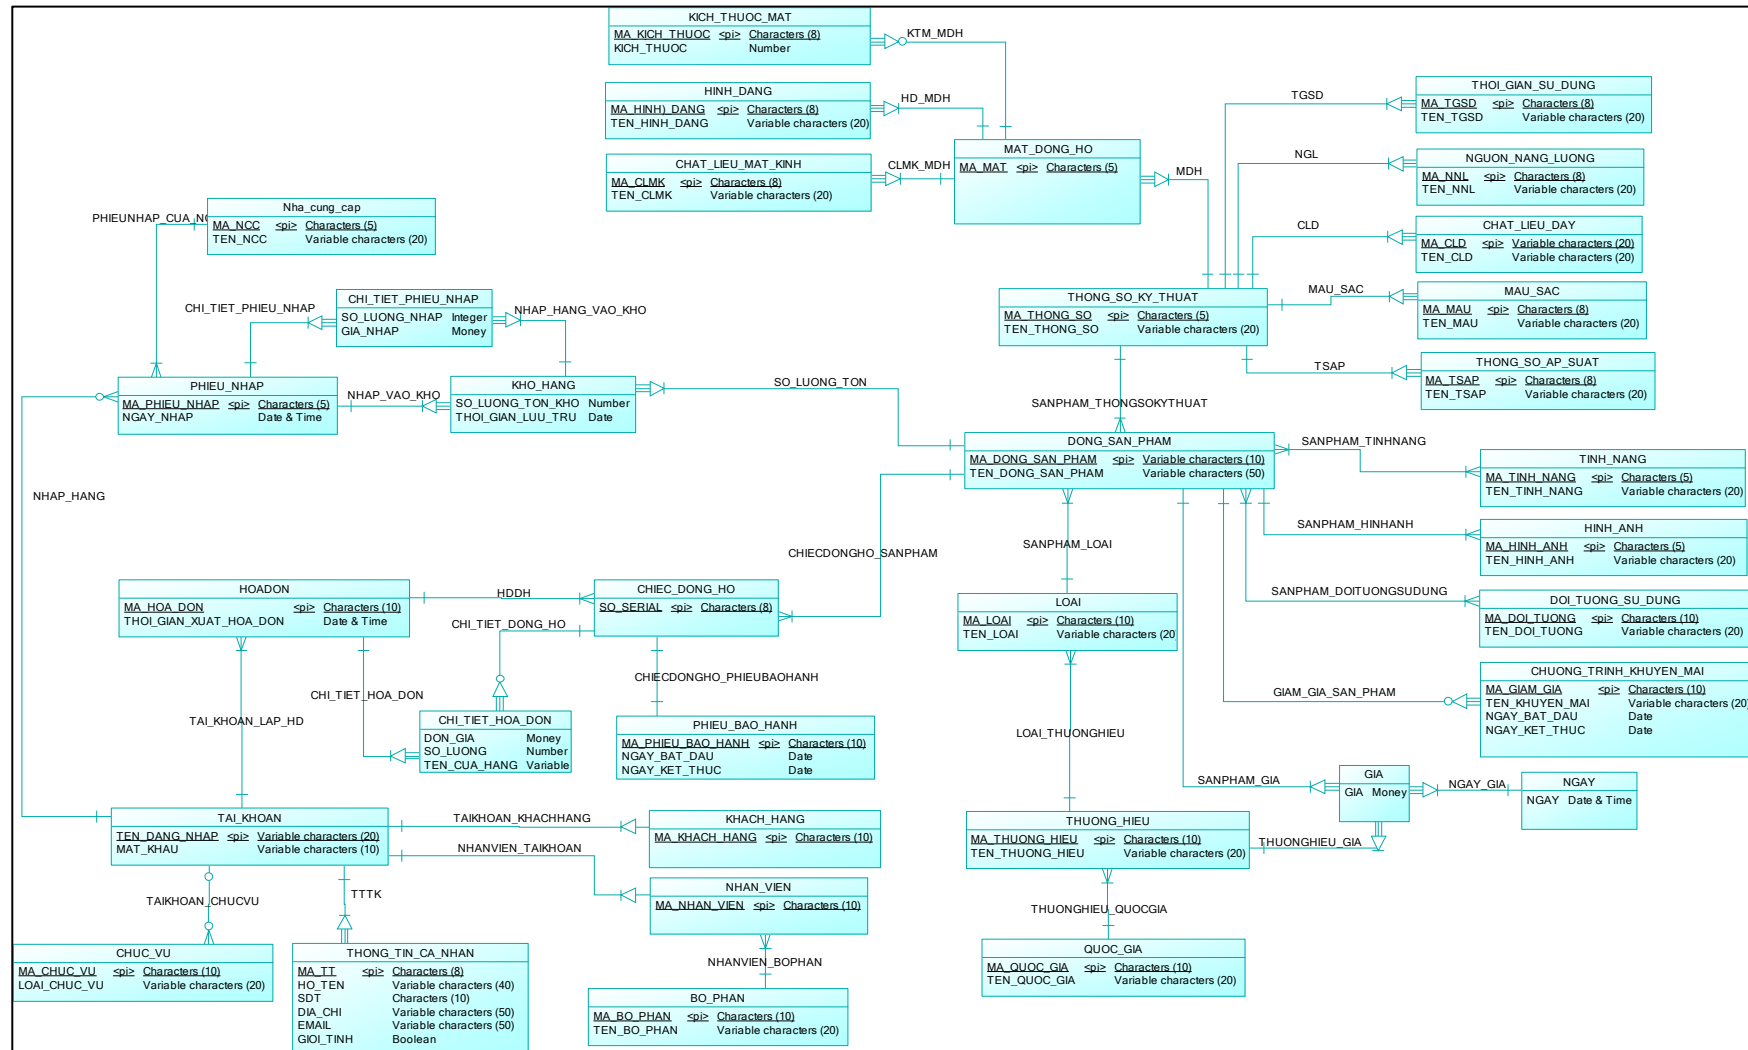 KICH_THUOC_MAT
MA_KICH_THUOC <pi> Characters (8)
KICH_THUOC Number
KTM_MDH
HINH_DANG
MA_HINH)_DANG <pi> Characters (8)
TEN_HINH_DANG Variable characters (20)
HD_MDH
CHAT_LIEU_MAT_KINH
MA_CLMK <pi> Characters (8)
TEN_CLMK Variable characters (20)
CLMK_MDH
MAT_DONG_HO
MA_MAT <pi> Characters (5)
MDH
THOI_GIAN_SU_DUNG
MA_TGSD <pi> Characters (8)
TEN_TGSD Variable characters (20)
TGSD
NGUON_NANG_LUONG
MA_NNL <pi> Characters (8)
TEN_NNL Variable characters (20)
NGL
CHAT_LIEU_DAY
MA_CLD <pi> Variable characters (20)
TEN_CLD Variable characters (20)
CLD
MAU_SAC
MA_MAU <pi> Characters (8)
TEN_MAU Variable characters (20)
MAU_SAC
THONG_SO_AP_SUAT
MA_TSAP <pi> Characters (8)
TEN_TSAP Variable characters (20)
TSAP
THONG_SO_KY_THUAT
MA_THONG_SO <pi> Characters (5)
TEN_THONG_SO Variable characters (20)
SANPHAM_THONGSOKYTHUAT
Nha_cung_cap
MA_NCC <pi> Characters (5)
TEN_NCC Variable characters (20)
PHIEUNHAP_CUA_NC
CHI_TIET_PHIEU_NHAP
SO_LUONG_NHAP Integer
GIA_NHAP Money
CHI_TIET_PHIEU_NHAP
NHAP_HANG_VAO_KHO
PHIEU_NHAP
MA_PHIEU_NHAP <pi> Characters (5)
NGAY_NHAP Date & Time
NHAP_VAO_KHO
KHO_HANG
SO_LUONG_TON_KHO Number
THOI_GIAN_LUU_TRU Date
SO_LUONG_TON
DONG_SAN_PHAM
MA_DONG_SAN_PHAM <pi> Variable characters (10)
TEN_DONG_SAN_PHAM Variable characters (50)
SANPHAM_TINHNANG
TINH_NANG
MA_TINH_NANG <pi> Characters (5)
TEN_TINH_NANG Variable characters (20)
SANPHAM_HINHANH
HINH_ANH
MA_HINH_ANH <pi> Characters (5)
TEN_HINH_ANH Variable characters (20)
SANPHAM_DOITUONGSUDUNG
DOI_TUONG_SU_DUNG
MA_DOI_TUONG <pi> Characters (10)
TEN_DOI_TUONG Variable characters (20)
GIAM_GIA_SAN_PHAM
CHUONG_TRINH_KHUYEN_MAI
MA_GIAM_GIA <pi> Characters (10)
TEN_KHUYEN_MAI Variable characters (20)
NGAY_BAT_DAU Date
NGAY_KET_THUC Date
NHAP_HANG
CHIECDONGHO_SANPHAM
SANPHAM_LOAI
HOADON
MA_HOA_DON <pi> Characters (10)
THOI_GIAN_XUAT_HOA_DON Date & Time
HDDH
CHIEC_DONG_HO
SO_SERIAL <pi> Characters (8)
CHI_TIET_DONG_HO
LOAI
MA_LOAI <pi> Characters (10)
TEN_LOAI Variable characters (20
CHIECDONGHO_PHIEUBAOHANH
CHI_TIET_HOA_DON
TAI_KHOAN_LAP_HD
CHI_TIET_HOA_DON
DON_GIA Money
SO_LUONG Number
TEN_CUA_HANG Variable
PHIEU_BAO_HANH
MA_PHIEU_BAO_HANH <pi> Characters (10)
NGAY_BAT_DAU Date
NGAY_KET_THUC Date
LOAI_THUONGHIEU
SANPHAM_GIA
GIA
GIA Money
NGAY_GIA
NGAY
NGAY Date & Time
TAI_KHOAN
TEN_DANG_NHAP <pi> Variable characters (20)
MAT_KHAU Variable characters (10)
TAIKHOAN_KHACHHANG
KHACH_HANG
MA_KHACH_HANG <pi> Characters (10)
THUONG_HIEU
MA_THUONG_HIEU <pi> Characters (10)
TEN_THUONG_HIEU Variable characters (20)
THUONGHIEU_GIA
NHANVIEN_TAIKHOAN
NHAN_VIEN
MA_NHAN_VIEN <pi> Characters (10)
TAIKHOAN_CHUCVU
TTTK
THUONGHIEU_QUOCGIA
CHUC_VU
MA_CHUC_VU <pi> Characters (10)
LOAI_CHUC_VU Variable characters (20)
THONG_TIN_CA_NHAN
MA_TT <pi> Characters (8)
HO_TEN Variable characters (40)
SDT Characters (10)
DIA_CHI Variable characters (50)
EMAIL Variable characters (50)
GIOI_TINH Boolean
NHANVIEN_BOPHAN
BO_PHAN
MA_BO_PHAN <pi> Characters (10)
TEN_BO_PHAN Variable characters (20)
QUOC_GIA
MA_QUOC_GIA <pi> Characters (10)
TEN_QUOC_GIA Variable characters (20)